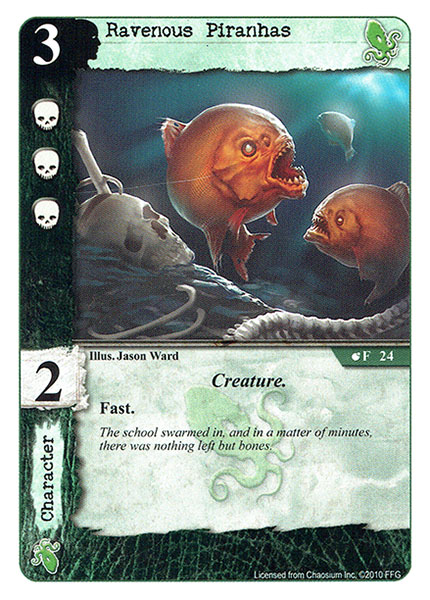 3
Ravenous Piranhas
Illus. Jason Ward
F 24
2
Creature.
Fast.
The school swarmed in, and in a matter of minutes,
there was nothing left but bones.
Character
Licensed from Chaosium Inc. ©2010 FFG